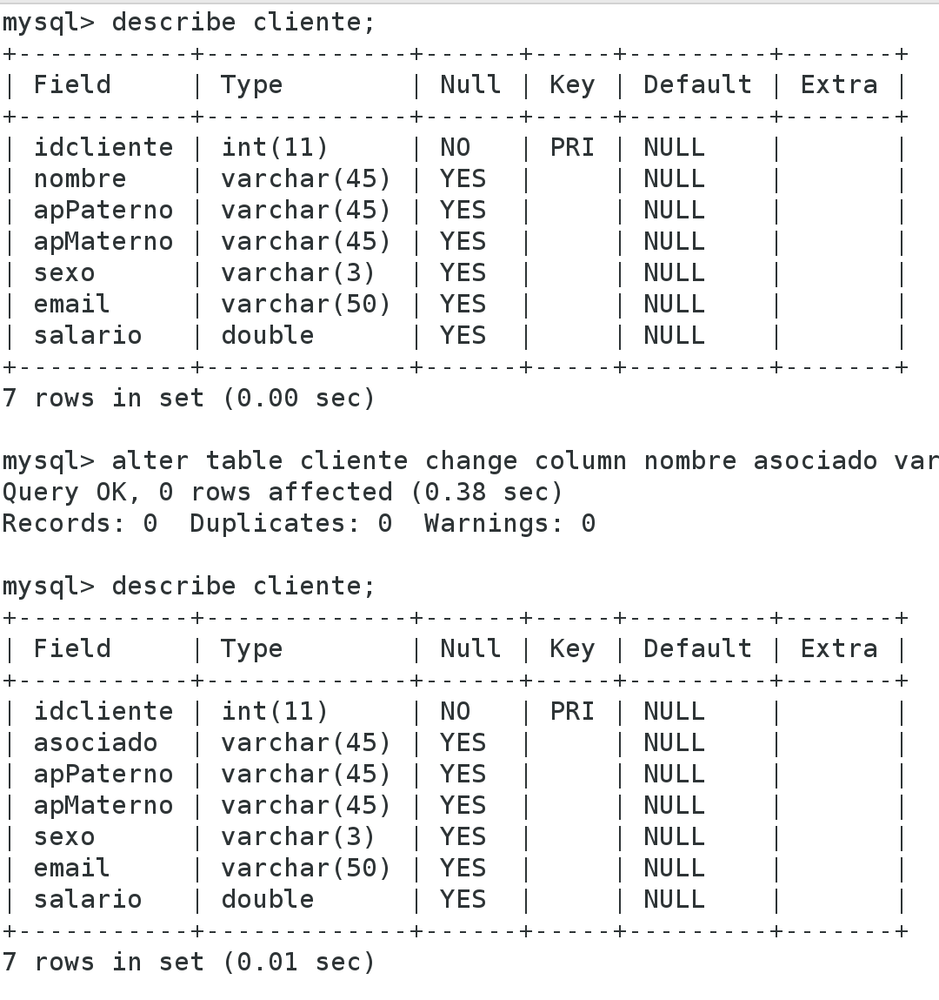 mysql> describe cliente;
+-----------+-------------+------+-----+---------+-------+
| Field     | Type        | Null | Key | Default | Extra |
+-----------+-------------+------+-----+---------+-------+
| idcliente | int(11)     | NO   | PRI | NULL    |       |
| nombre    | varchar(45) | YES  |     | NULL    |       |
| apPaterno | varchar(45) | YES  |     | NULL    |       |
| apMaterno | varchar(45) | YES  |     | NULL    |       |
| sexo      | varchar(3)  | YES  |     | NULL    |       |
| email     | varchar(50) | YES  |     | NULL    |       |
| salario   | double      | YES  |     | NULL    |       |
+-----------+-------------+------+-----+---------+-------+
7 rows in set (0.00 sec)
mysql> alter table cliente change column nombre asociado var
Query OK, 0 rows affected (0.38 sec)
Records: 0  Duplicates: 0  Warnings: 0
mysql> describe cliente;
+-----------+-------------+------+-----+---------+-------+
| Field     | Type        | Null | Key | Default | Extra |
+-----------+-------------+------+-----+---------+-------+
| idcliente | int(11)     | NO   | PRI | NULL    |       |
| asociado  | varchar(45) | YES  |     | NULL    |       |
| apPaterno | varchar(45) | YES  |     | NULL    |       |
| apMaterno | varchar(45) | YES  |     | NULL    |       |
| sexo      | varchar(3)  | YES  |     | NULL    |       |
| email     | varchar(50) | YES  |     | NULL    |       |
| salario   | double      | YES  |     | NULL    |       |
+-----------+-------------+------+-----+---------+-------+
7 rows in set (0.01 sec)